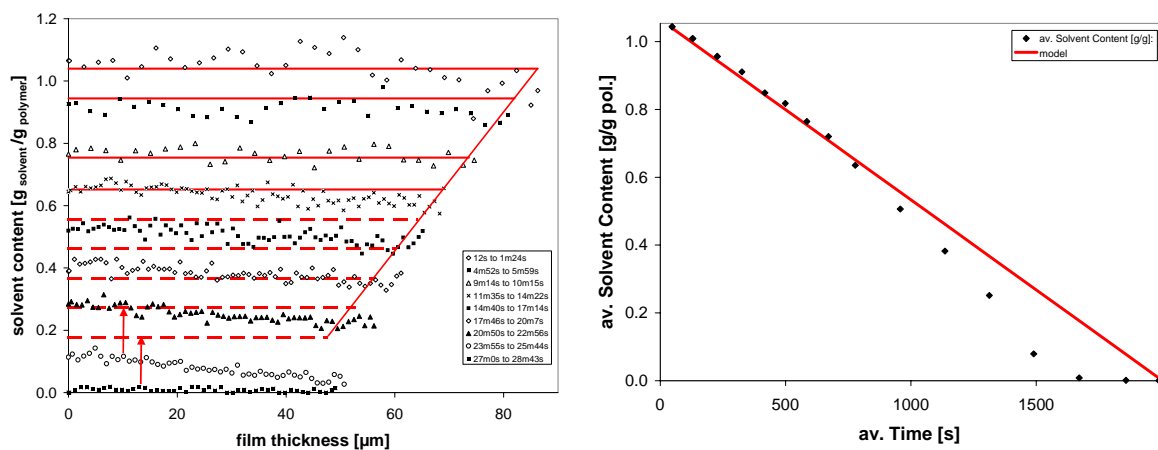 1.2
1.0
0.8
0.6
0.4
0.2
0.0
solvent content [g solvent/g polymer]
0 20 40 60 80
film thickness [µm]
12s to 1m24s
4m52s to 5m59s
9m14s to 10m15s
11m35s to 14m22s
14m40s to 17m14s
17m46s to 20m7s
20m50s to 22m56s
23m55s to 25m44s
27m0s to 28m43s
1.0
0.8
0.6
0.4
0.2
0.0
av. Solvent Content [g/g pol.]
0 500 1000 1500
av. Time [s]
av. Solvent Content [g/g]:
model